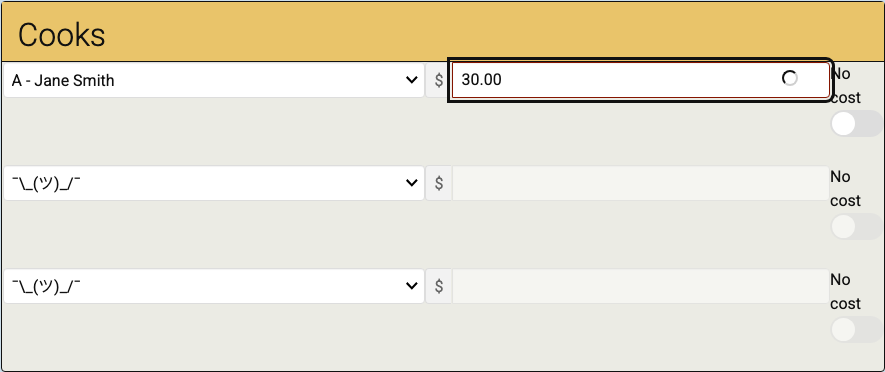 Cooks
A - Jane Smith $ 30.00 No
cost
¯\_(ツ)_/¯ $ No
cost
¯\_(ツ)_/¯ $ No
cost